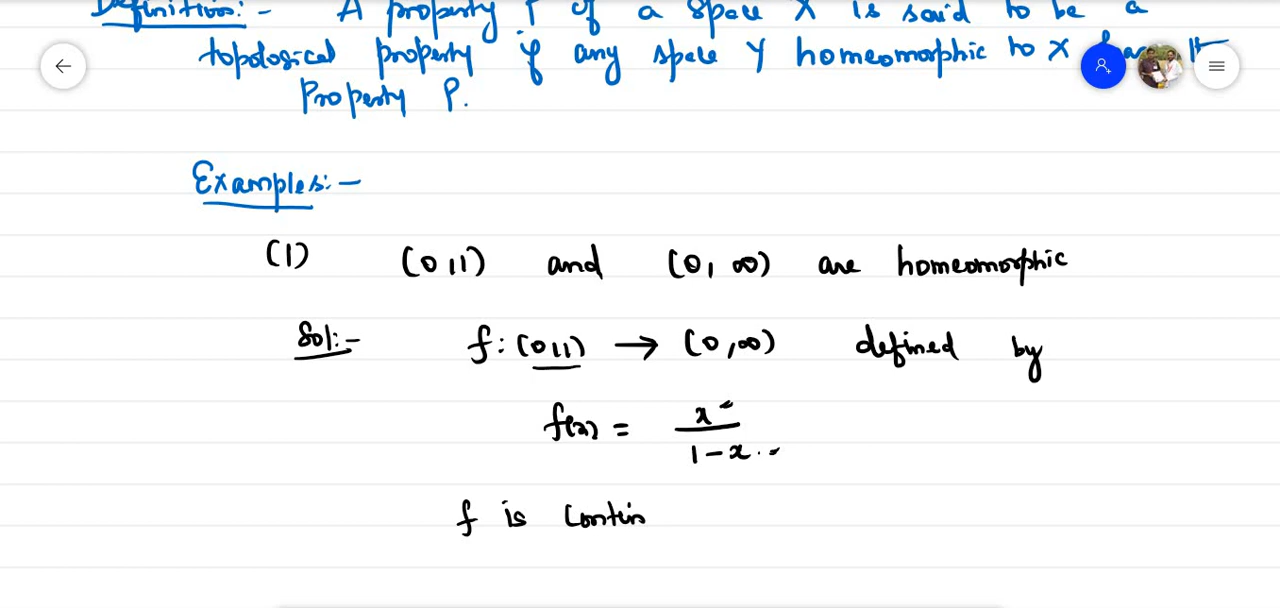 Definition:- A property P of a space X is said to be a
topological property if any space Y homeomorphic to X has
Property P.
Examples:-
(1) (0,1) and (0,∞) are homeomorphic
Sol:- f:(0,1) → (0,∞) defined by
f(x) = x / 1-x.
f is contin